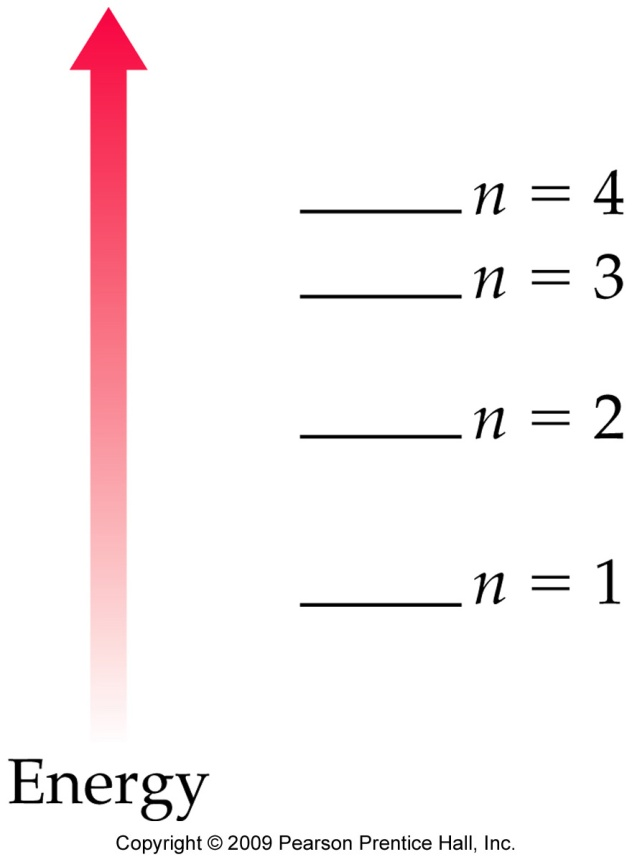 n = 4
n = 3
n = 2
n = 1
Energy
Copyright © 2009 Pearson Prentice Hall, Inc.